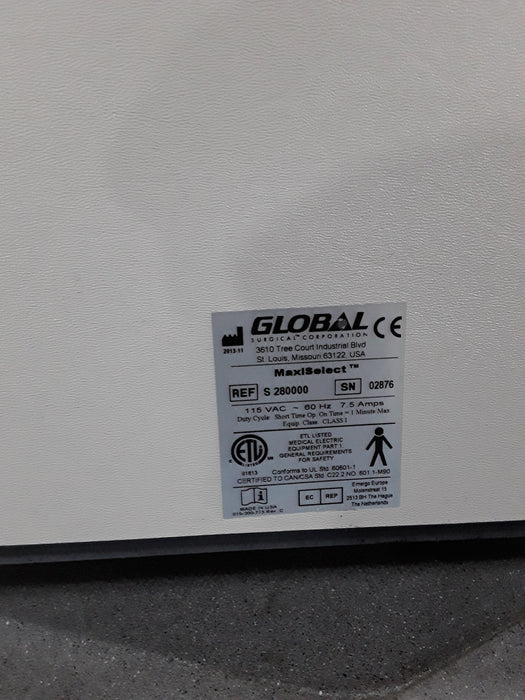 GLOBAL CE
SURGICAL™ CORPORATION
2013-11
3610 Tree Court Industrial Blvd
St. Louis, Missouri 63122, USA
MaxiSelect™
REF S 280000 SN 02876
115 VAC ~ 60 Hz 7.5 Amps
Duty Cycle Short Time Op. On Time = 1 Minute Max
Equip. Class. CLASS I
ETL LISTED
MEDICAL ELECTRIC
EQUIPMENT PART 1
GENERAL REQUIREMENTS
FOR SAFETY
ETL
Conforms to UL Std. 60601-1
CERTIFIED TO CAN/CSA Std. C22.2 NO. 601.1-M90
EC REP
Emergo Europe
Molenstraat 15
2513 BH The Hague
The Netherlands
MADE IN USA